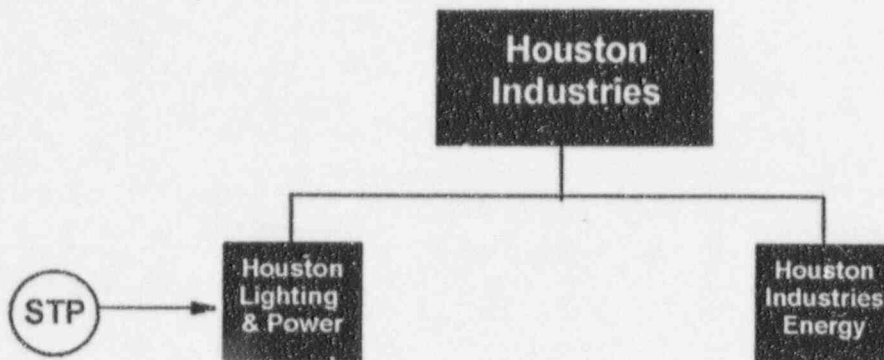 Houston
Industries
Houston
Lighting
& Power
STP
Houston
Industries
Energy